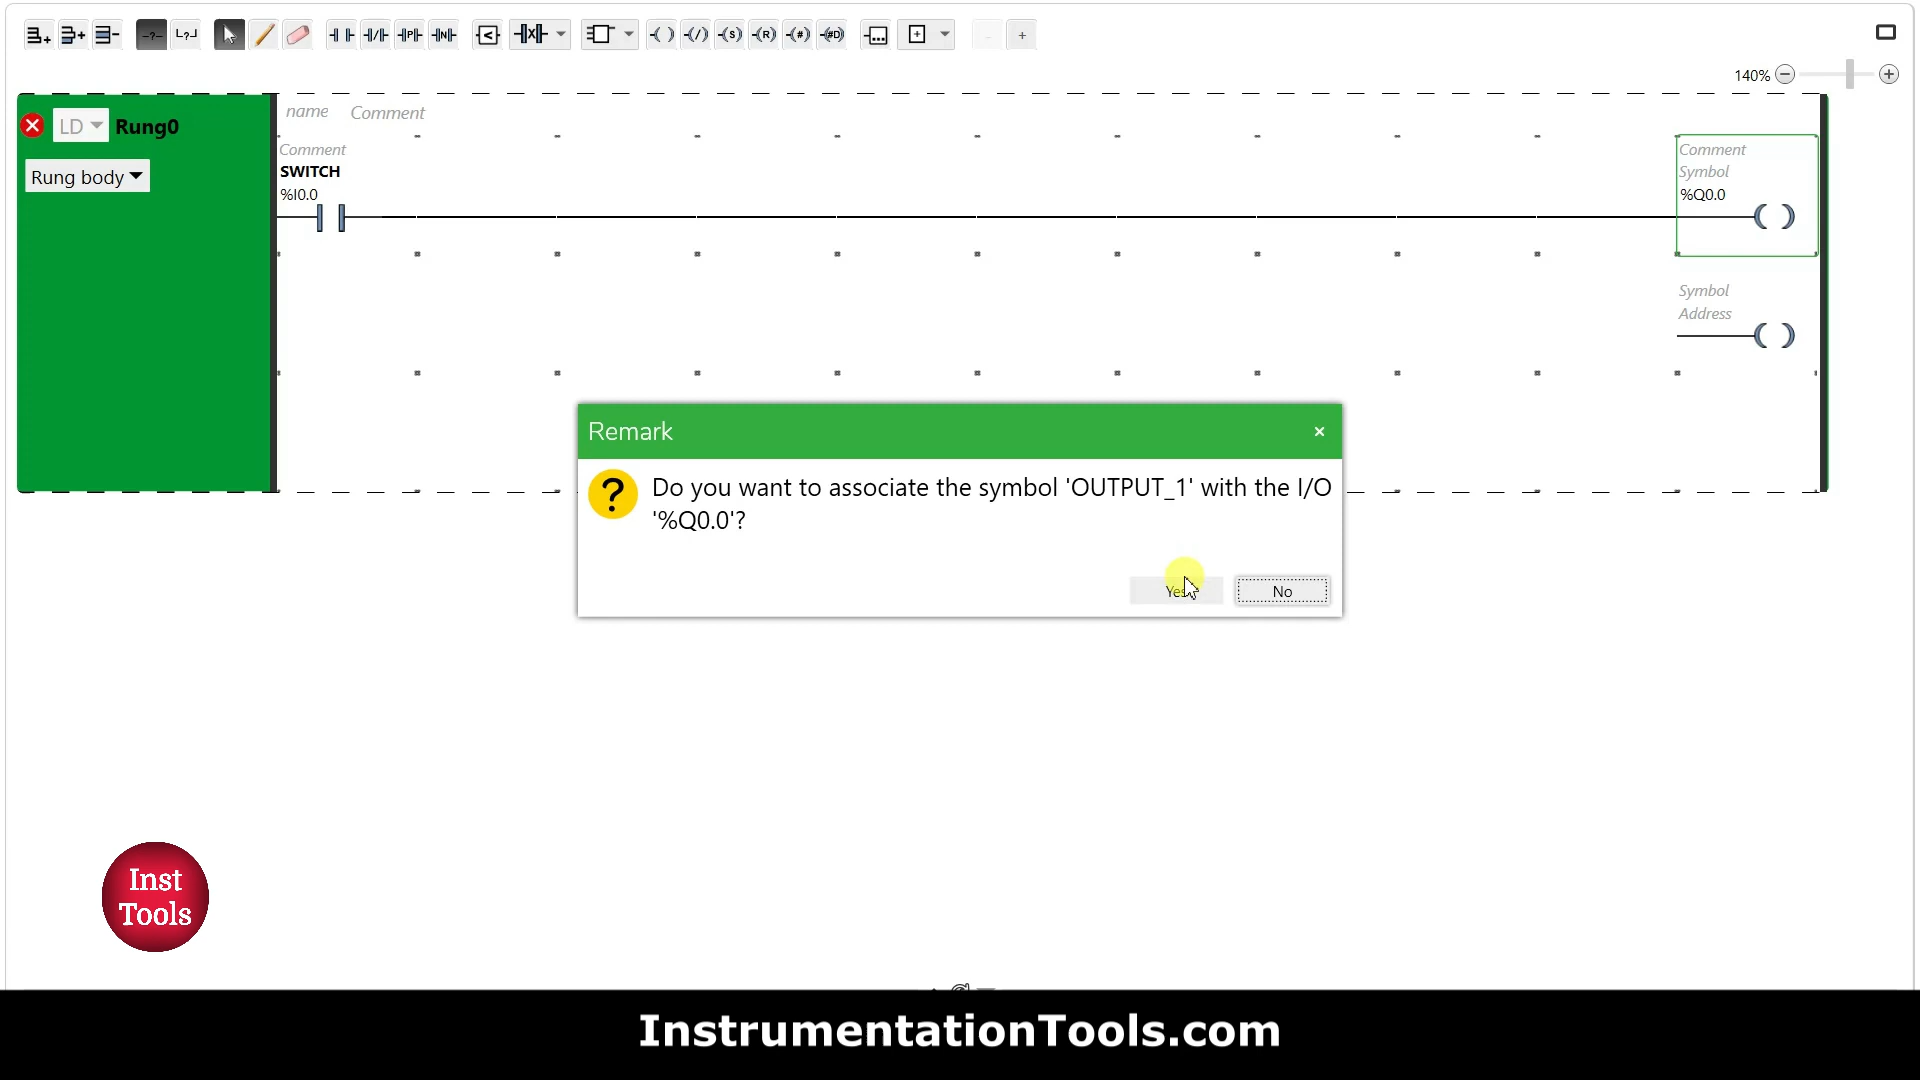 140%
LD Rung0
name Comment
Rung body
Comment
SWITCH
%I0.0
Comment
Symbol
%Q0.0
Symbol
Address
Remark
Do you want to associate the symbol 'OUTPUT_1' with the I/O
'%Q0.0'?
Yes No
Inst
Tools
InstrumentationTools.com